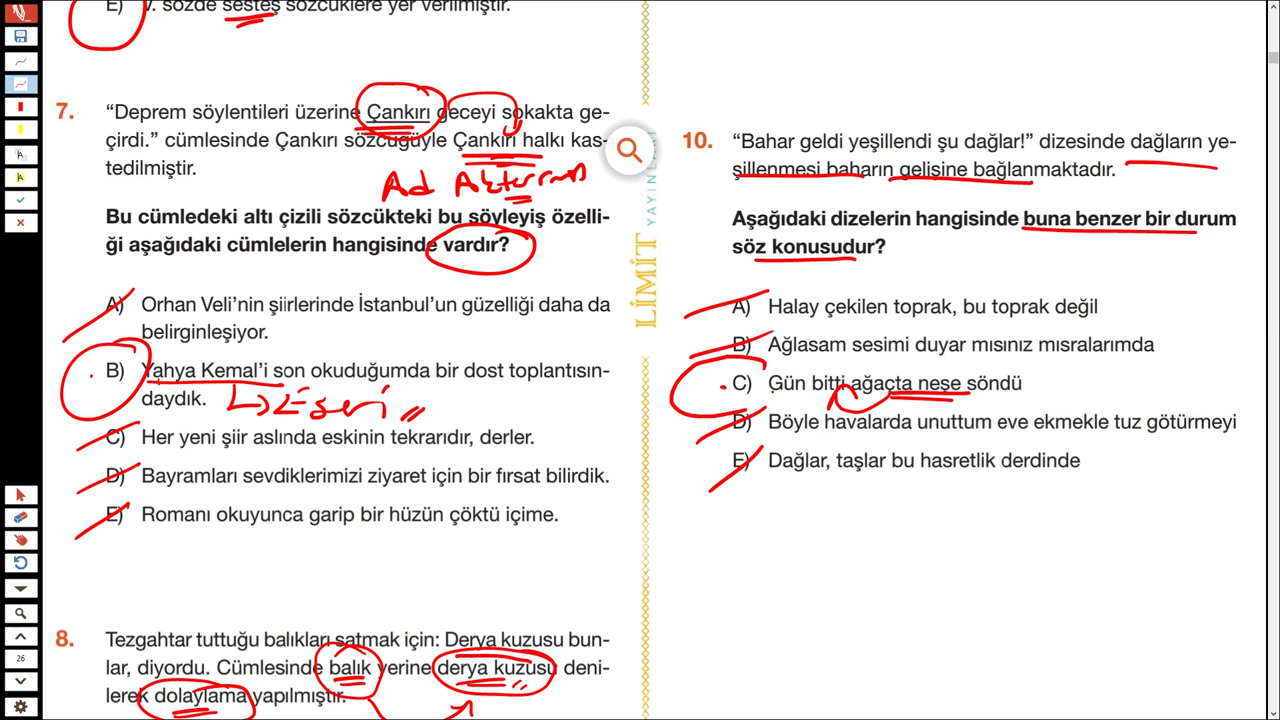 E) V. sözde sesteş sözcüklere yer verilmiştir.
7. “Deprem söylentileri üzerine Çankırı geceyi sokakta ge-
çirdi.” cümlesinde Çankırı sözcüğüyle Çankırı halkı kas-
tedilmiştir.
Ad Aktarması
Bu cümledeki altı çizili sözcükteki bu söyleyiş özelli-
ği aşağıdaki cümlelerin hangisinde vardır?
A) Orhan Veli’nin şiirlerinde İstanbul’un güzelliği daha da
belirginleşiyor.
B) Yahya Kemal’i son okuduğumda bir dost toplantısın-
daydık.
Eseri
C) Her yeni şiir aslında eskinin tekrarıdır, derler.
D) Bayramları sevdiklerimizi ziyaret için bir fırsat bilirdik.
E) Romanı okuyunca garip bir hüzün çöktü içime.
8. Tezgahtar tuttuğu balıkları satmak için: Derya kuzusu bun-
lar, diyordu. Cümlesinde balık yerine derya kuzusu deni-
lerek dolaylama yapılmıştır.
LİMİT YAYINLARI
10. “Bahar geldi yeşillendi şu dağlar!” dizesinde dağların ye-
şillenmesi baharın gelişine bağlanmaktadır.
Aşağıdaki dizelerin hangisinde buna benzer bir durum
söz konusudur?
A) Halay çekilen toprak, bu toprak değil
B) Ağlasam sesimi duyar mısınız mısralarımda
C) Gün bitti ağaçta neşe söndü
D) Böyle havalarda unuttum eve ekmekle tuz götürmeyi
E) Dağlar, taşlar bu hasretlik derdinde
26